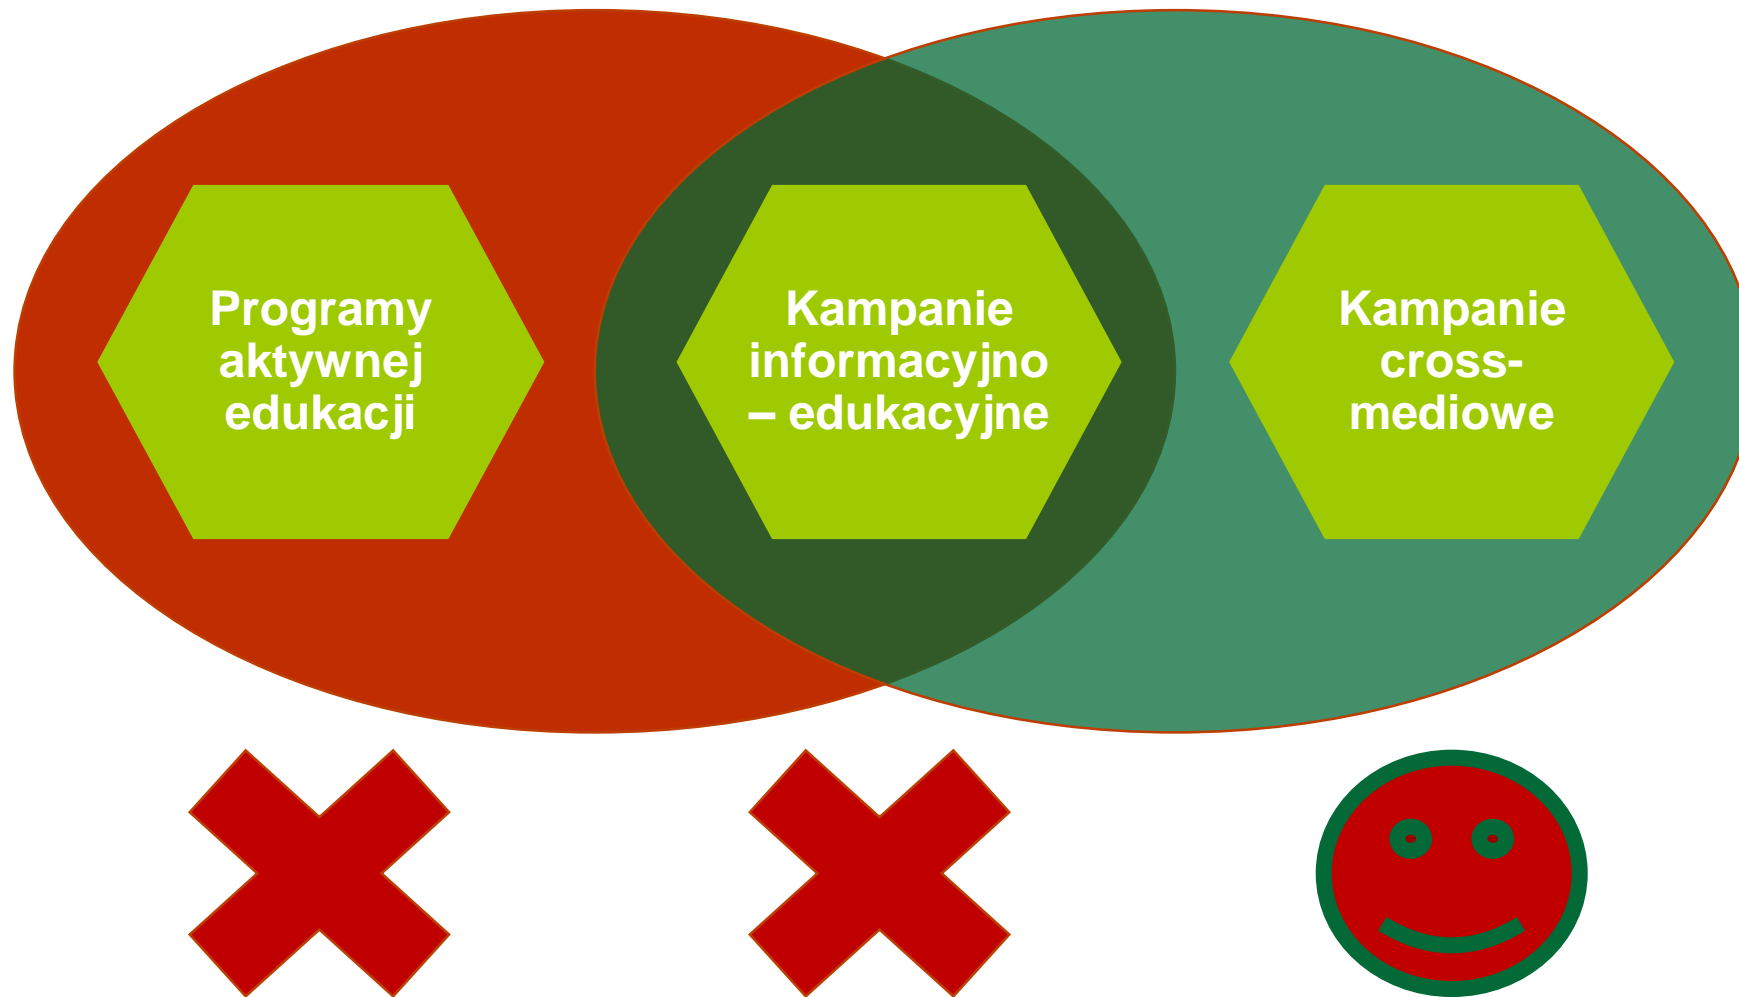 Programy
aktywnej
edukacji
Kampanie
informacyjno
– edukacyjne
Kampanie
cross-
mediowe